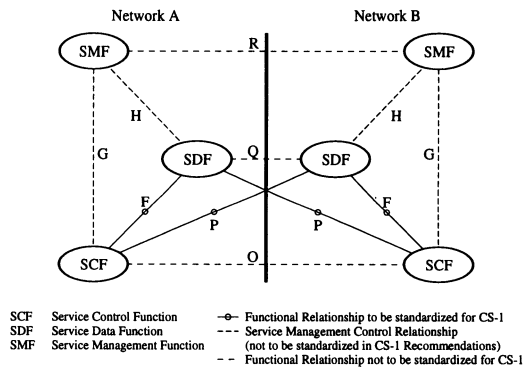 Network A Network B
SMF R SMF
H H
G G
SDF Q SDF
F F
P P
SCF O SCF
SCF Service Control Function Functional Relationship to be standardized for CS-1
SDF Service Data Function Service Management Control Relationship
SMF Service Management Function (not to be standardized in CS-1 Recommendations)
Functional Relationship not to be standardized for CS-1